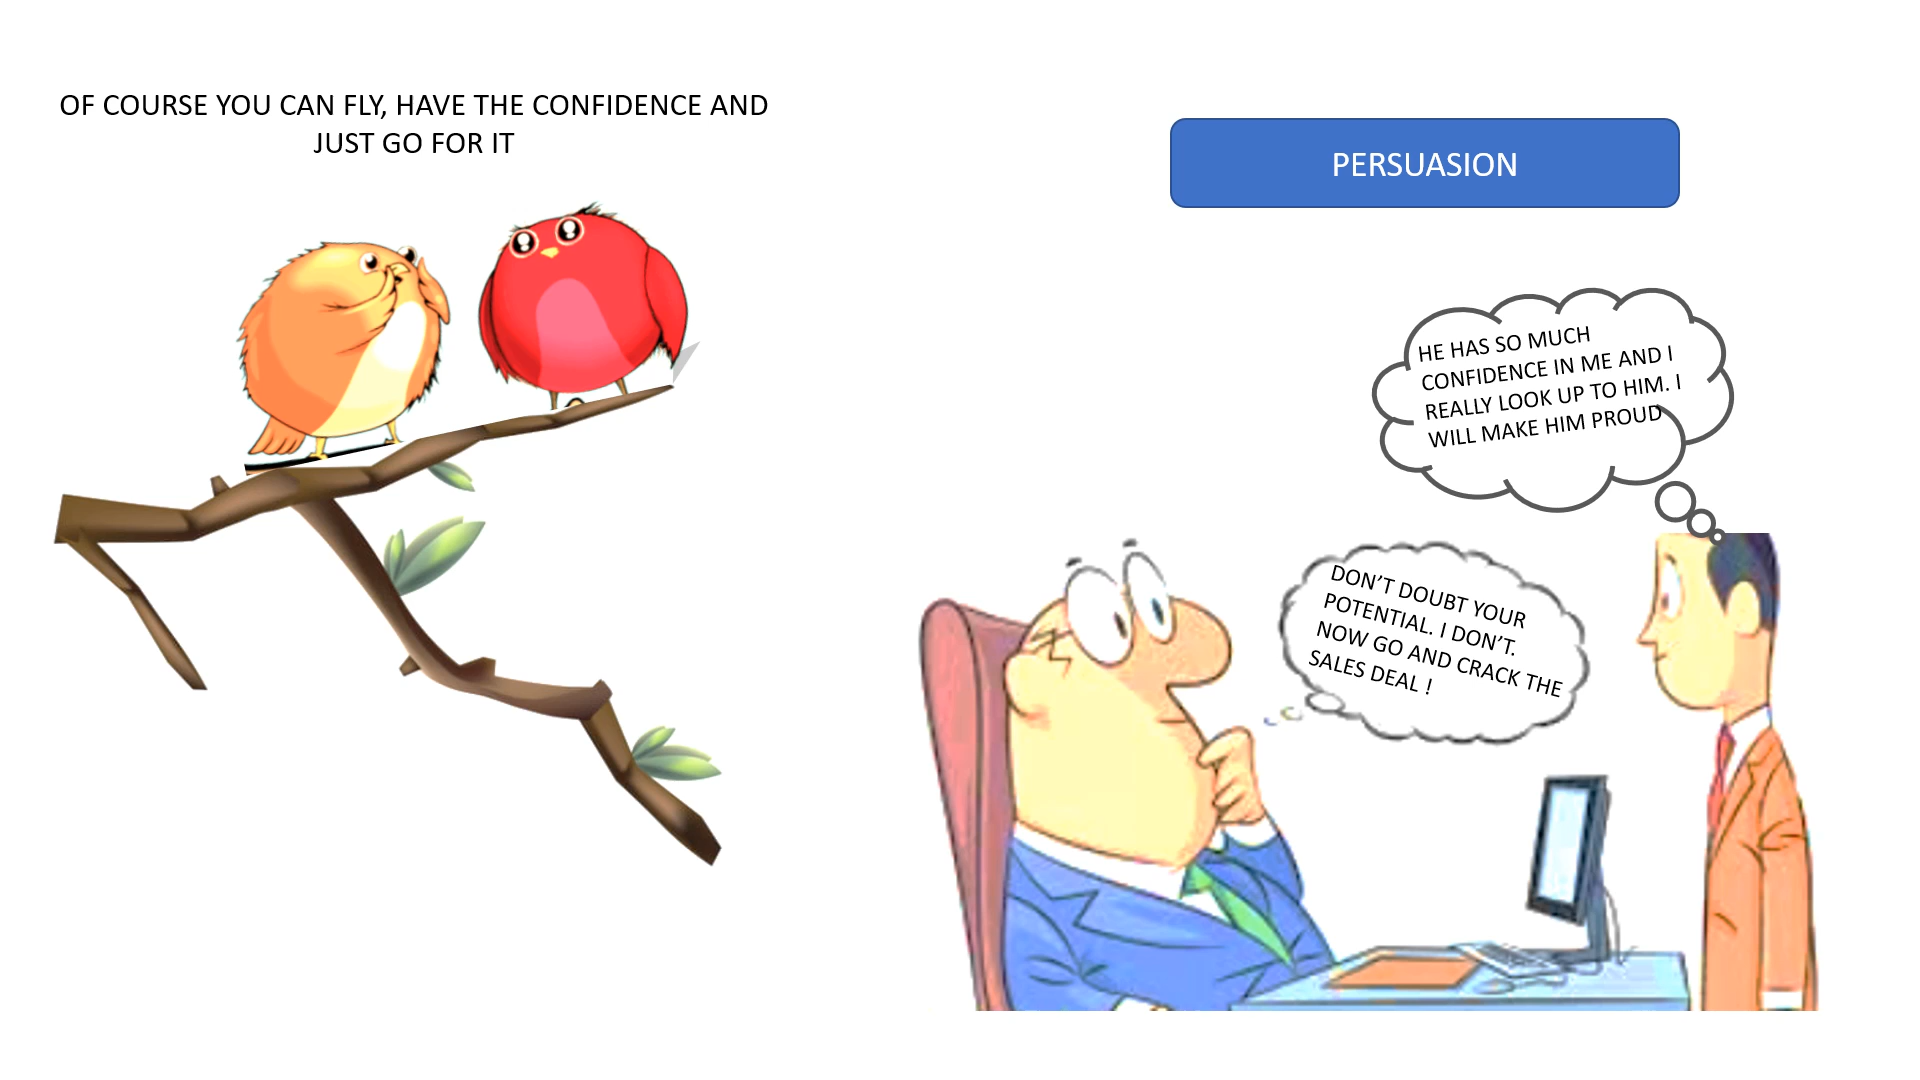 OF COURSE YOU CAN FLY, HAVE THE CONFIDENCE AND
JUST GO FOR IT
PERSUASION
HE HAS SO MUCH
CONFIDENCE IN ME AND I
REALLY LOOK UP TO HIM. I
WILL MAKE HIM PROUD
DON'T DOUBT YOUR
POTENTIAL. I DON'T.
NOW GO AND CRACK THE
SALES DEAL !